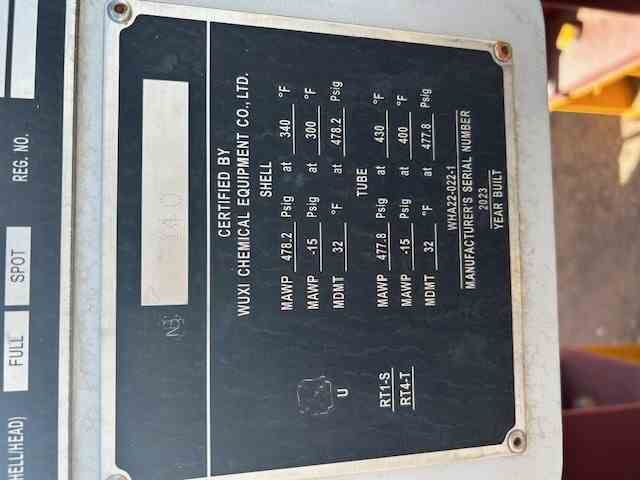 HELL/HEAD)
FULL
SPOT
REG. NO.
NB
CERTIFIED BY
WUXI CHEMICAL EQUIPMENT CO.,LTD.
SHELL
MAWP 478.2 Psig at 340 °F
MAWP -15 Psig at 300 °F
MDMT 32 °F at 478.2 Psig
U
TUBE
RT1-S
RT4-T
MAWP 477.8 Psig at 430 °F
MAWP -15 Psig at 400 °F
MDMT 32 °F at 477.8 Psig
WHA22-022-1
MANUFACTURER'S SERIAL NUMBER
2023
YEAR BUILT